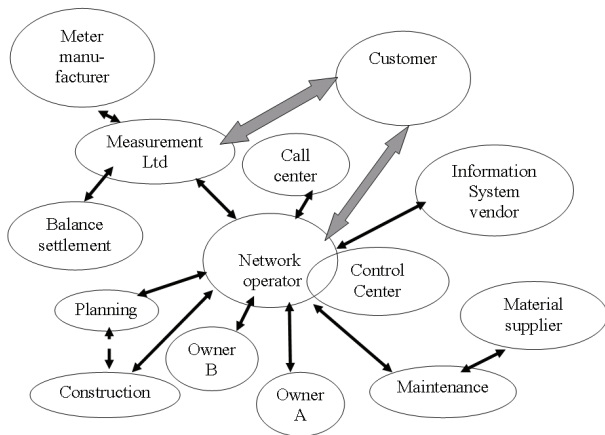 Meter
manu-
facturer
Customer
Measurement
Ltd
Call
center
Information
System
vendor
Balance
settlement
Network
operator
Control
Center
Planning
Material
supplier
Owner
B
Construction
Owner
A
Maintenance